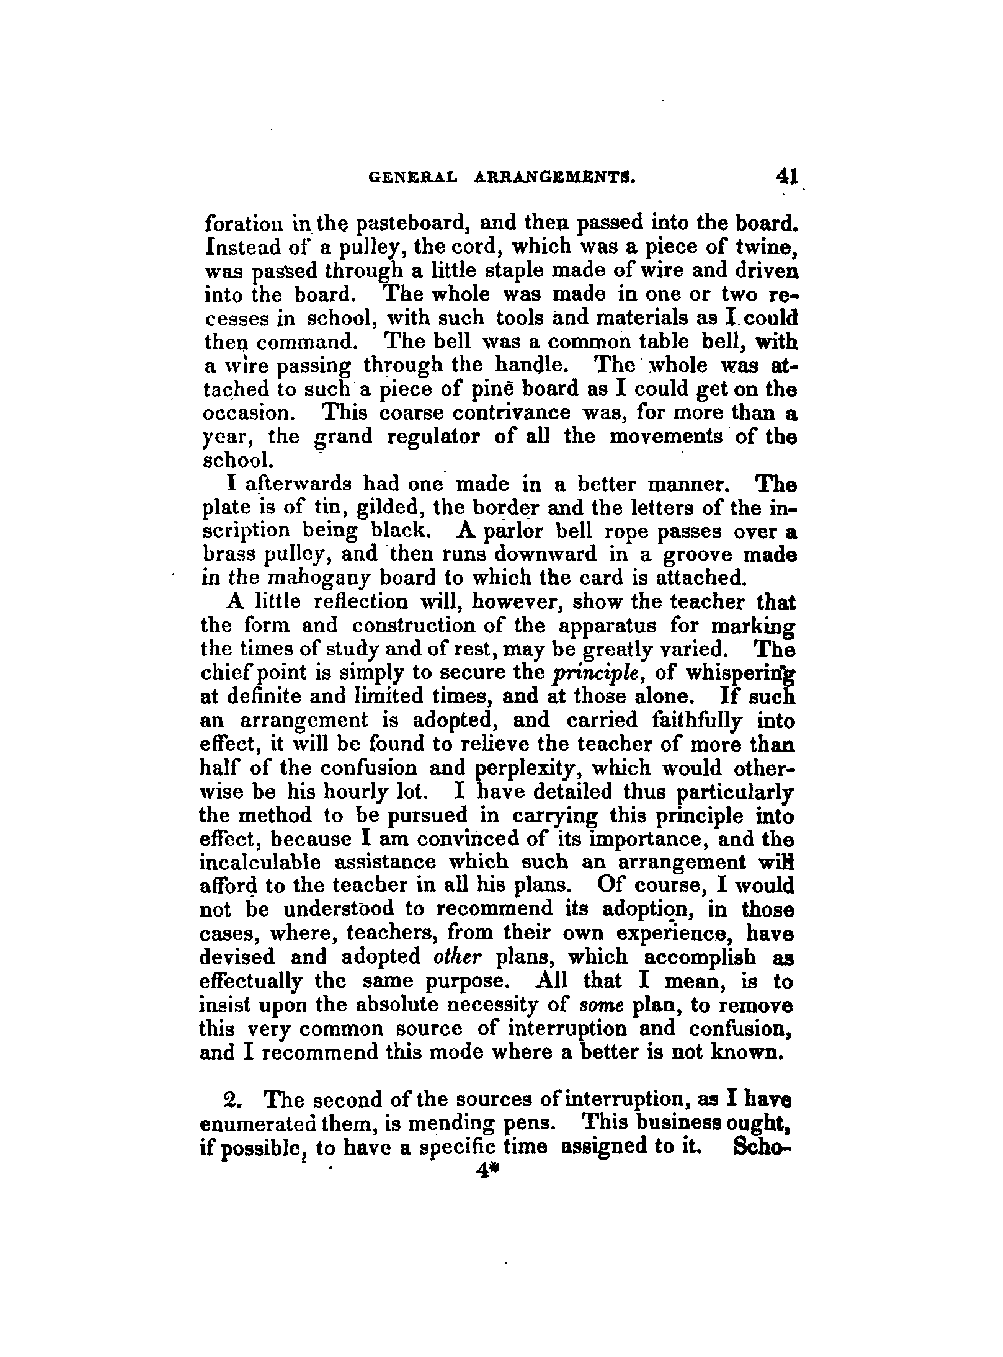 GENERAL ARRANGEMENTS. 41
foration in the pasteboard, and then passed into the board.
Instead of a pulley, the cord, which was a piece of twine,
was passed through a little staple made of wire and driven
into the board. The whole was made in one or two re-
cesses in school, with such tools and materials as I could
then command. The bell was a common table bell, with
a wire passing through the handle. The whole was at-
tached to such a piece of pine board as I could get on the
occasion. This coarse contrivance was, for more than a
year, the grand regulator of all the movements of the
school.
I afterwards had one made in a better manner. The
plate is of tin, gilded, the border and the letters of the in-
scription being black. A parlor bell rope passes over a
brass pulley, and then runs downward in a groove made
in the mahogany board to which the card is attached.
A little reflection will, however, show the teacher that
the form and construction of the apparatus for marking
the times of study and of rest, may be greatly varied. The
chief point is simply to secure the principle, of whispering
at definite and limited times, and at those alone. If such
an arrangement is adopted, and carried faithfully into
effect, it will be found to relieve the teacher of more than
half of the confusion and perplexity, which would other-
wise be his hourly lot. I have detailed thus particularly
the method to be pursued in carrying this principle into
effect, because I am convinced of its importance, and the
incalculable assistance which such an arrangement will
afford to the teacher in all his plans. Of course, I would
not be understood to recommend its adoption, in those
cases, where, teachers, from their own experience, have
devised and adopted other plans, which accomplish as
effectually the same purpose. All that I mean, is to
insist upon the absolute necessity of some plan, to remove
this very common source of interruption and confusion,
and I recommend this mode where a better is not known.
2. The second of the sources of interruption, as I have
enumerated them, is mending pens. This business ought,
if possible, to have a specific time assigned to it. Scho-
4*